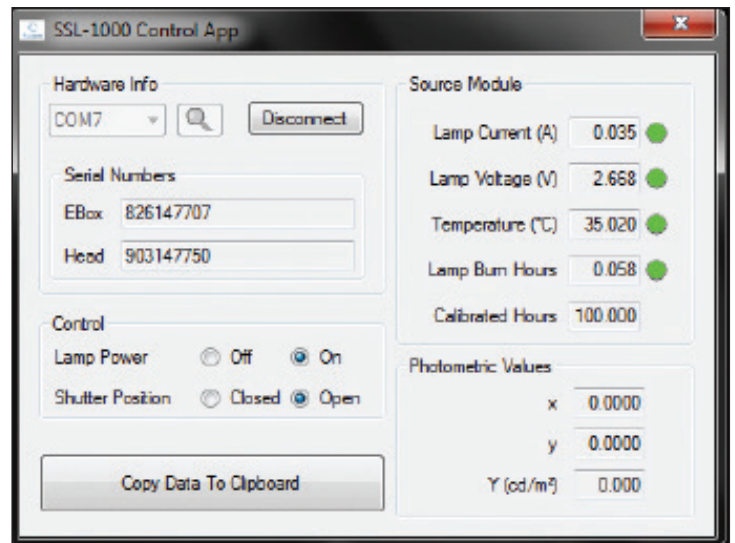 SSL-1000 Control App
Hardware Info
COM7
Disconnect
Serial Numbers
EBox 826147707
Head 903147750
Control
Lamp Power Off On
Shutter Position Closed Open
Copy Data To Clipboard
Source Module
Lamp Current (A) 0.035
Lamp Voltage (V) 2.668
Temperature (°C) 35.020
Lamp Burn Hours 0.058
Calibrated Hours 100.000
Photometric Values
x 0.0000
y 0.0000
Y (cd/m²) 0.000